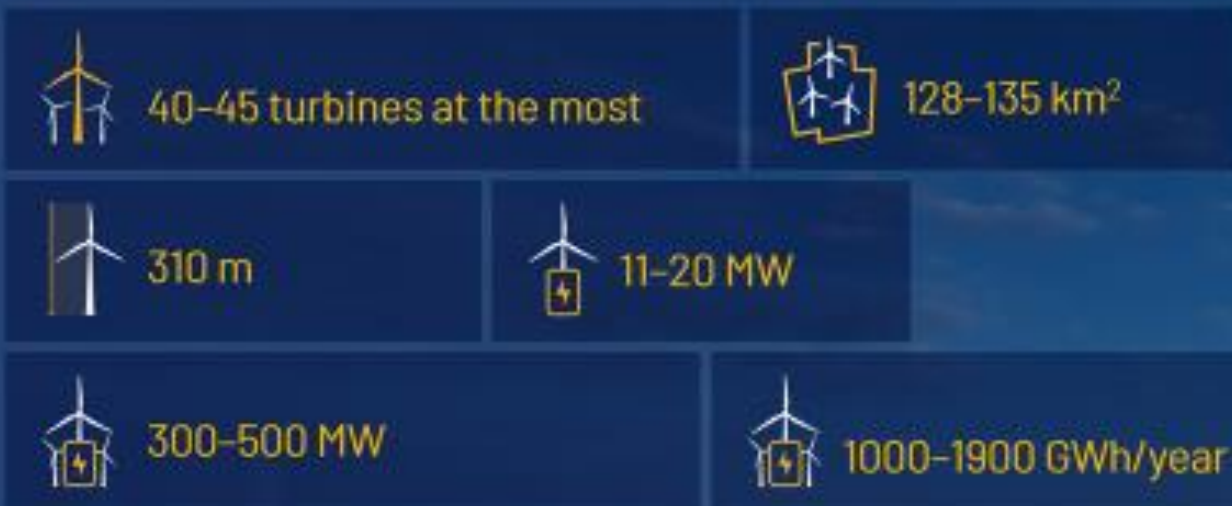 40–45 turbines at the most
128–135 km²
310 m
11–20 MW
300–500 MW
1000–1900 GWh/year